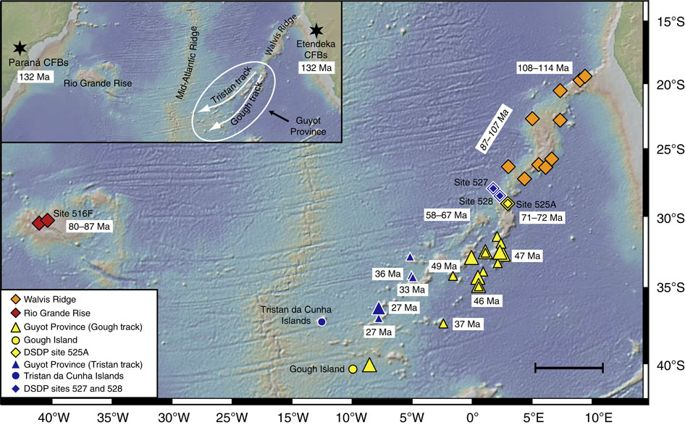 Paraná CFBs
132 Ma
Rio Grande Rise
Mid-Atlantic Ridge
Walvis Ridge
Etendeka
CFBs
132 Ma
Tristan track
Gough track
Guyot
Province
108–114 Ma
87–107 Ma
Site 527
Site 528
Site 525A
58–67 Ma
71–72 Ma
Site 516F
80–87 Ma
49 Ma
47 Ma
36 Ma
33 Ma
46 Ma
27 Ma
27 Ma
37 Ma
Tristan da Cunha
Islands
Gough Island
Walvis Ridge
Rio Grande Rise
Guyot Province (Gough track)
Gough Island
DSDP site 525A
Guyot Province (Tristan track)
Tristan da Cunha Islands
DSDP sites 527 and 528
15°S
20°S
25°S
30°S
35°S
40°S
40°W
30°W
20°W
10°W
5°W
0°
5°E
10°E